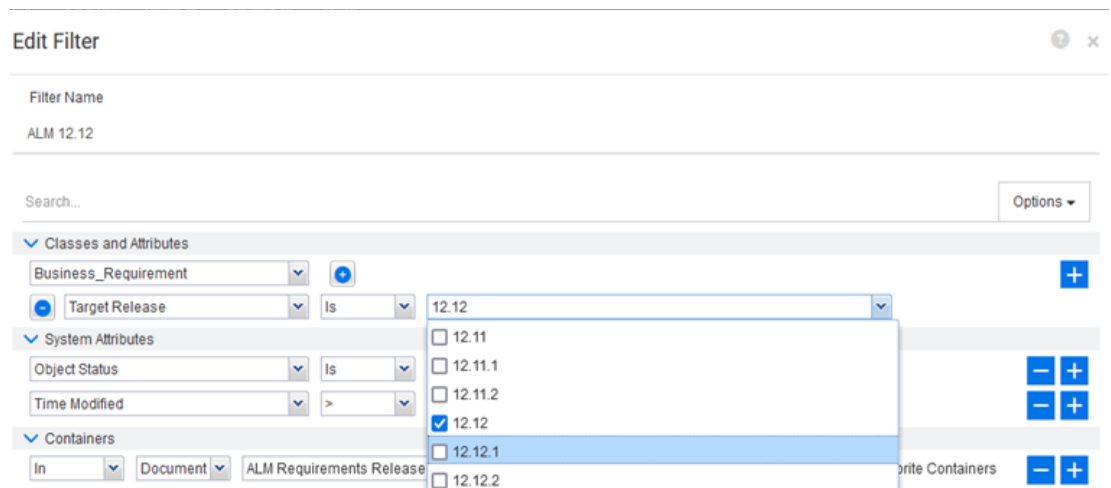 Edit Filter
Filter Name
ALM 12.12
Search...
Options
Classes and Attributes
Business_Requirement
Target Release Is 12.12
12.11
System Attributes
12.11.1
Object Status Is
12.11.2
Time Modified >
12.12
Containers
12.12.1
In Document ALM Requirements Release Containers
12.12.2